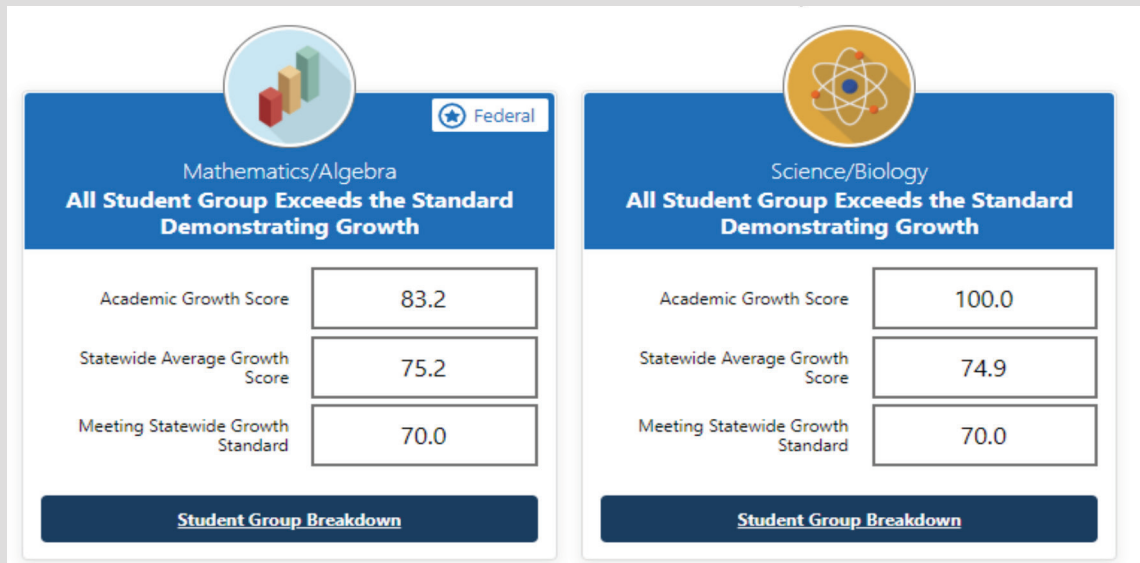 Federal
Mathematics/Algebra
All Student Group Exceeds the Standard
Demonstrating Growth
Academic Growth Score
83.2
Statewide Average Growth
Score
75.2
Meeting Statewide Growth
Standard
70.0
Student Group Breakdown
Science/Biology
All Student Group Exceeds the Standard
Demonstrating Growth
Academic Growth Score
100.0
Statewide Average Growth
Score
74.9
Meeting Statewide Growth
Standard
70.0
Student Group Breakdown